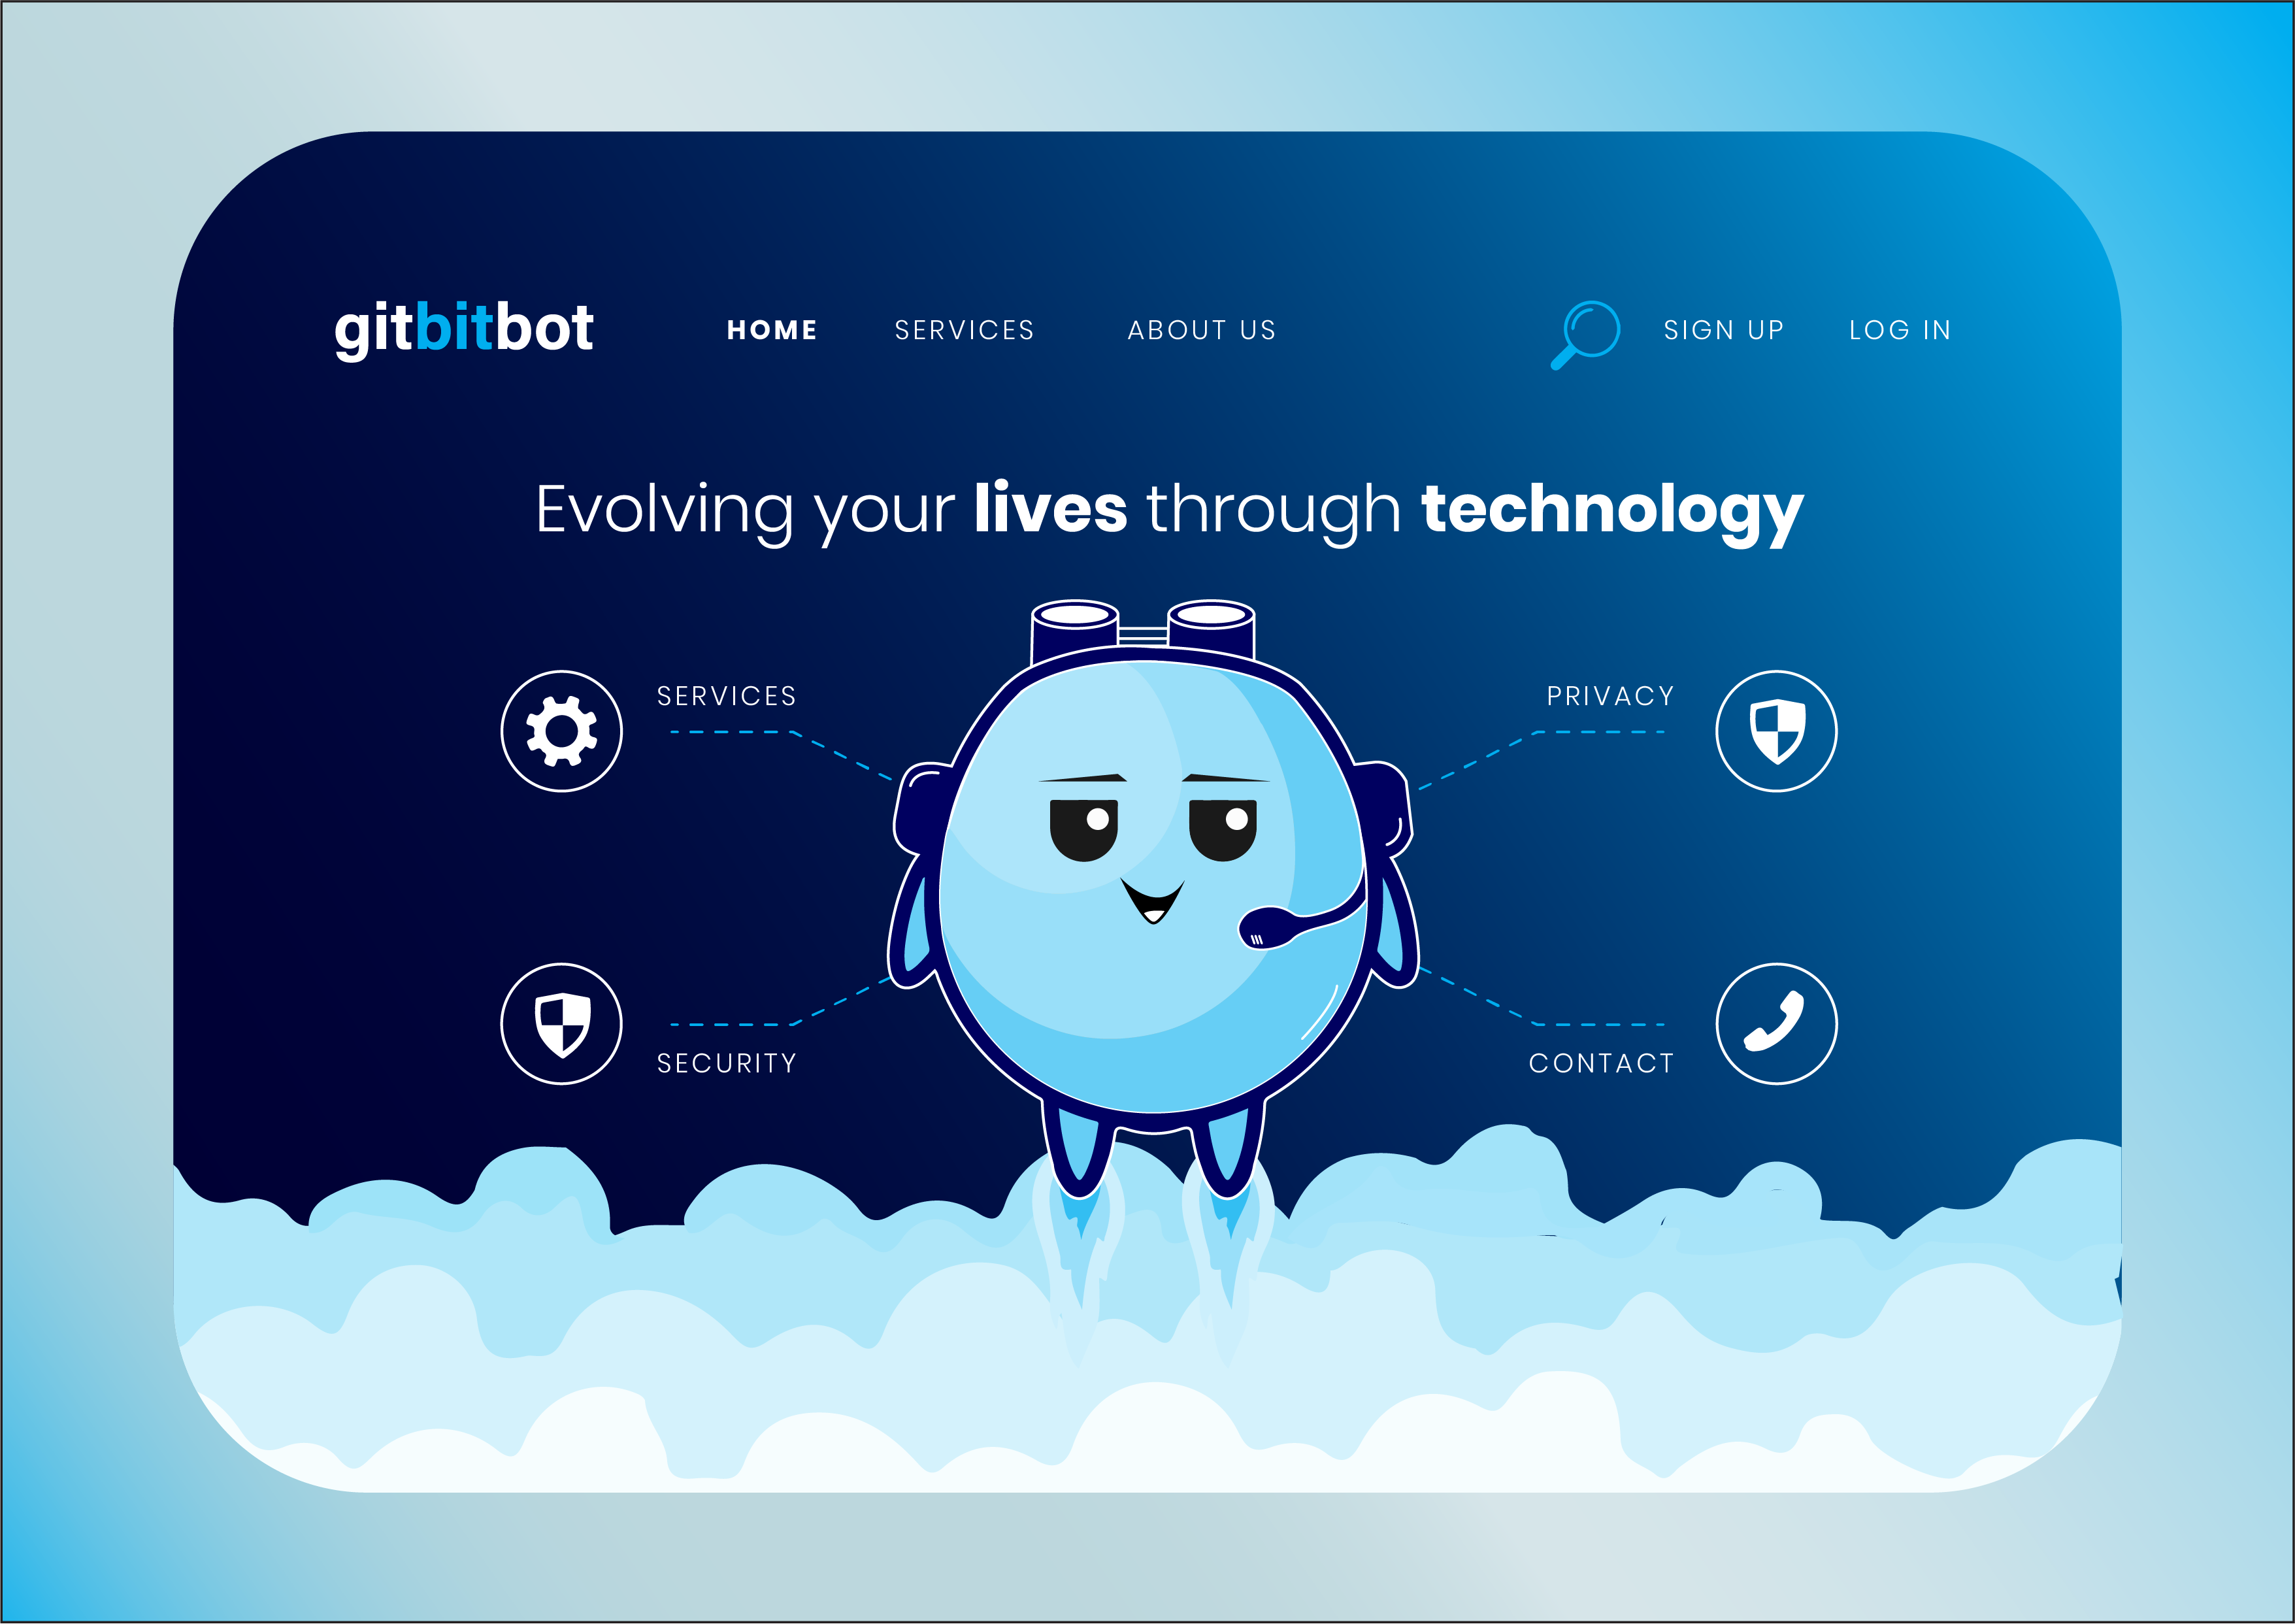 gitbitbot HOME SERVICES ABOUT US SIGN UP LOG IN
Evolving your lives through technology
SERVICES
PRIVACY
SECURITY
CONTACT